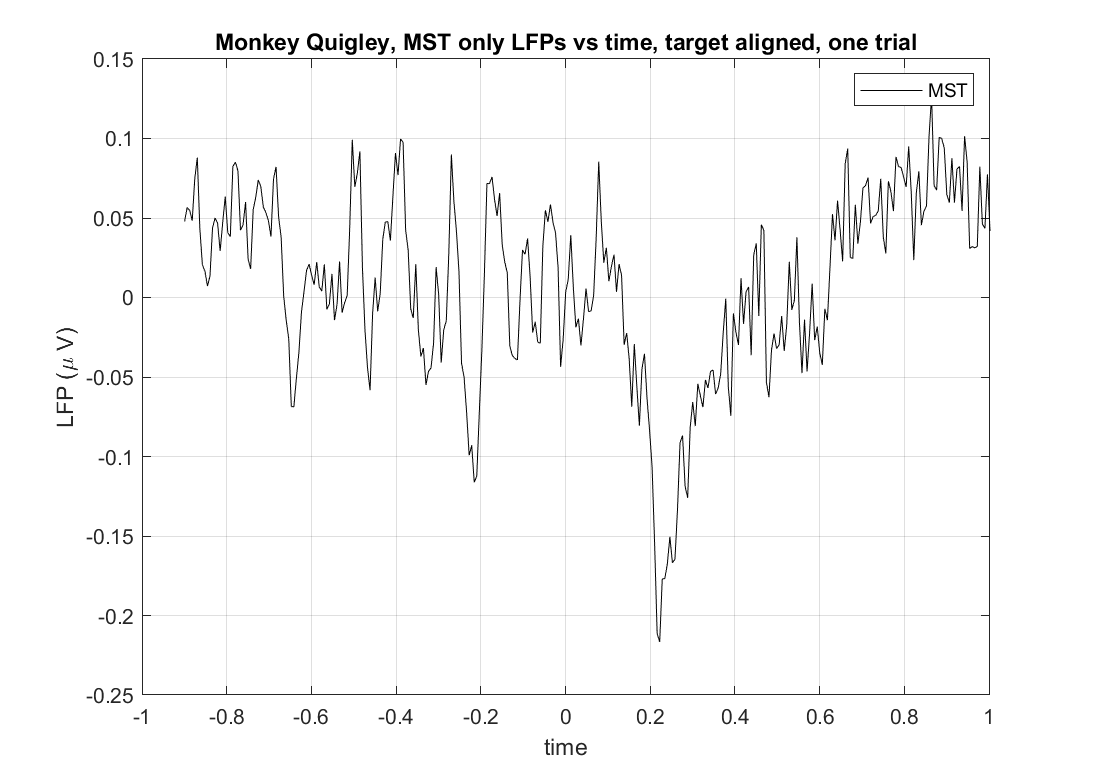 Monkey Quigley, MST only LFPs vs time, target aligned, one trial
MST
LFP (μ V)
0.15
0.1
0.05
0
-0.05
-0.1
-0.15
-0.2
-0.25
-1 -0.8 -0.6 -0.4 -0.2 0 0.2 0.4 0.6 0.8 1
time